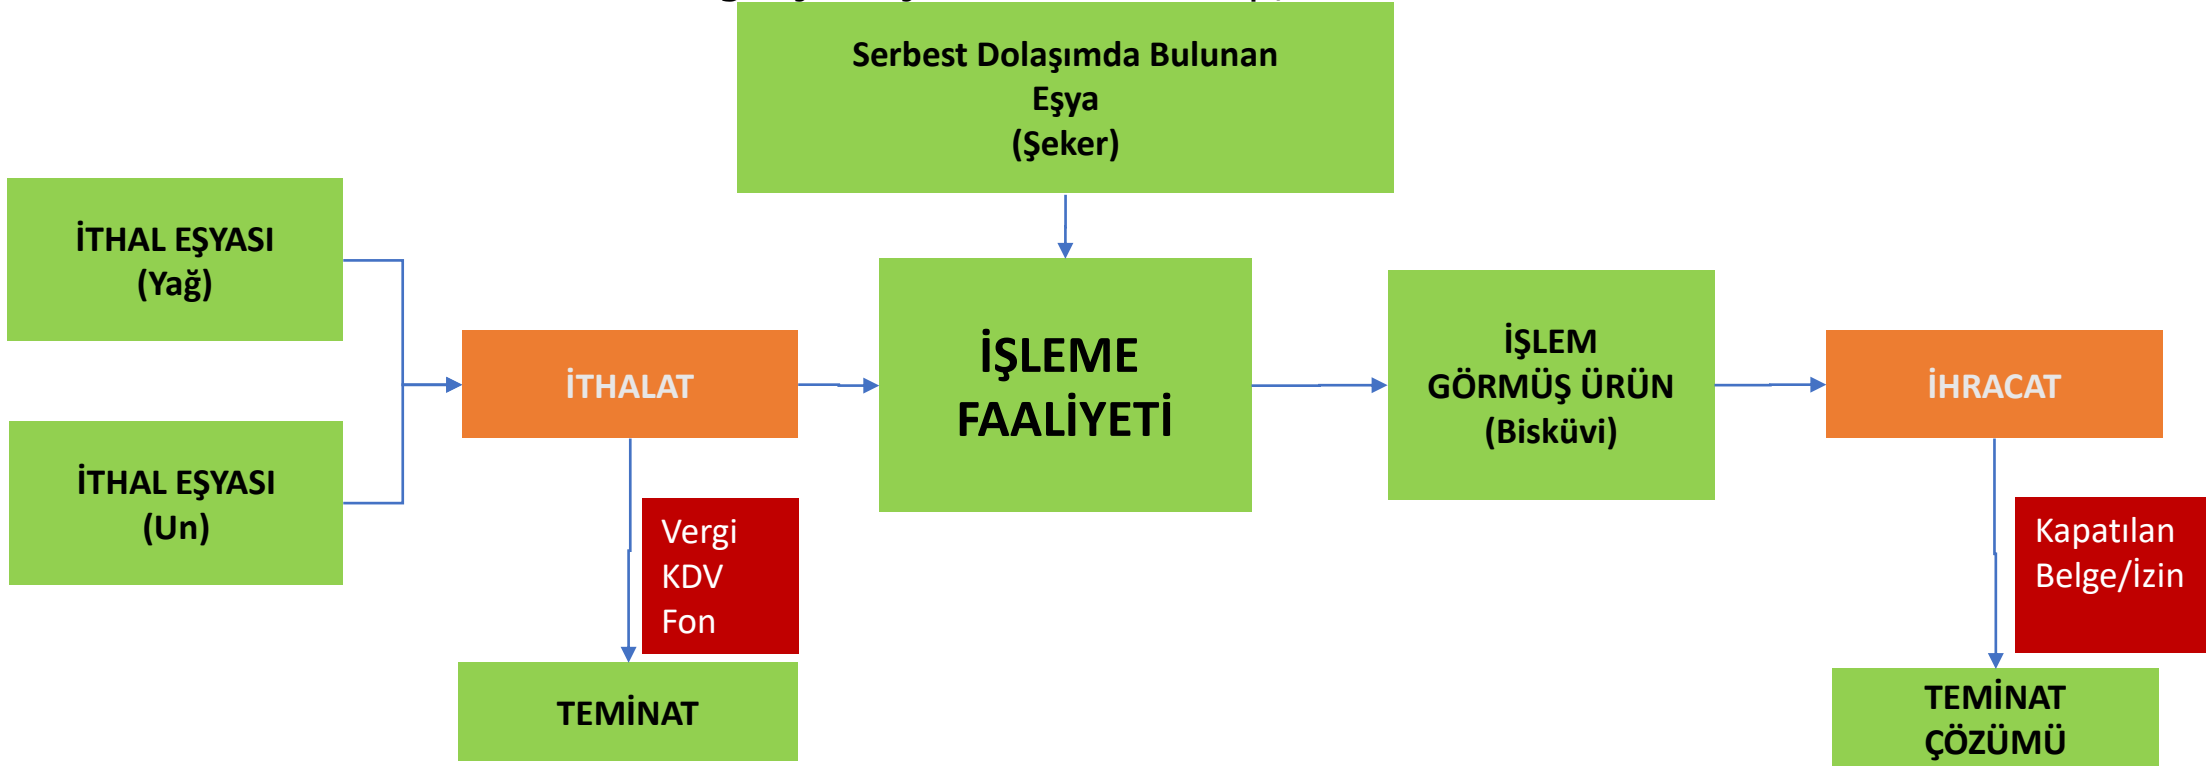 Serbest Dolaşımda Bulunan
Eşya
(Şeker)
İTHAL EŞYASI
(Yağ)
İTHAL EŞYASI
(Un)
İTHALAT
İŞLEME
FAALİYETİ
İŞLEM
GÖRMÜŞ ÜRÜN
(Bisküvi)
İHRACAT
Vergi
KDV
Fon
Kapatılan
Belge/İzin
TEMİNAT
TEMİNAT
ÇÖZÜMÜ